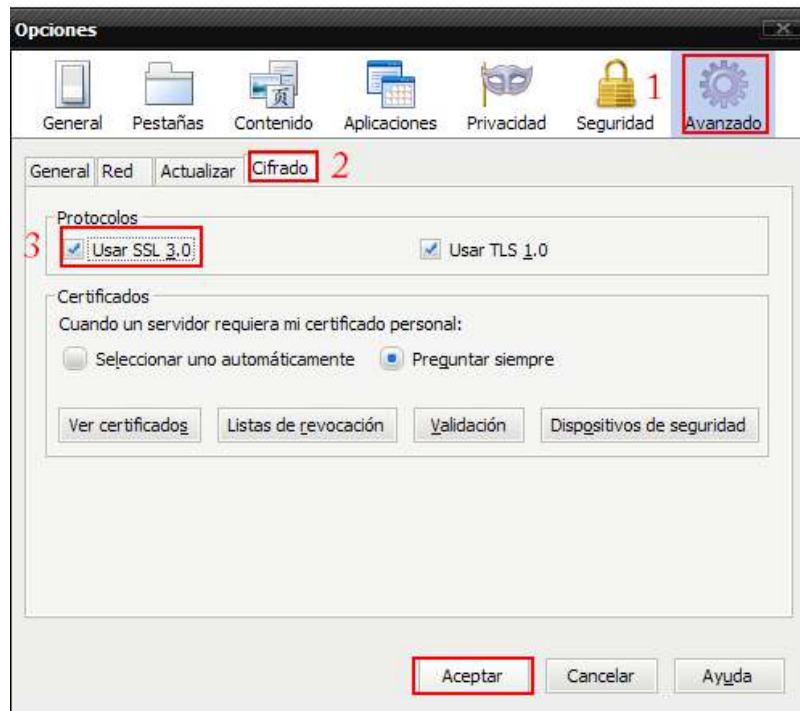 Opciones
General Pestañas Contenido Aplicaciones Privacidad Seguridad 1 Avanzado
页
General Red Actualizar Cifrado 2
Protocolos
3 Usar SSL 3.0 Usar TLS 1.0
Certificados
Cuando un servidor requiera mi certificado personal:
Seleccionar uno automáticamente Preguntar siempre
Ver certificados Listas de revocación Validación Dispositivos de seguridad
Aceptar Cancelar Ayuda